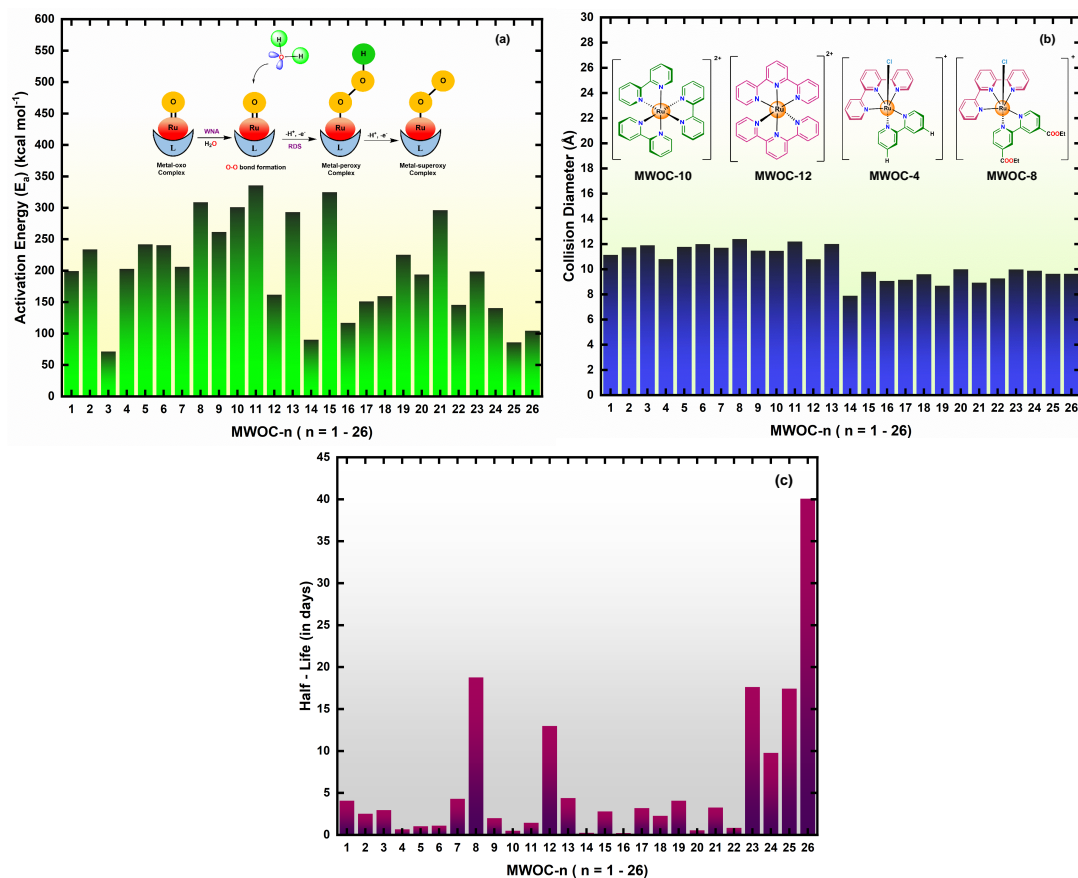 (a)
Activation Energy (Ea) (kcal mol-1)
600
550
500
450
400
350
300
250
200
150
100
50
0
H
O
H
O
Ru
L
Metal-oxo
Complex
WNA
H2O
O
Ru
L
O-O bond formation
-H+, -e-
RDS
H
O
O
Ru
L
Metal-peroxy
Complex
-H+, -e-
O
O
Ru
L
Metal-superoxy
Complex
1 2 3 4 5 6 7 8 9 10 11 12 13 14 15 16 17 18 19 20 21 22 23 24 25 26
MWOC-n ( n = 1 - 26)
(b)
Collision Diameter (Å)
30
28
26
24
22
20
18
16
14
12
10
8
6
4
2
0
2+
N
N
N
Ru
N
N
N
MWOC-10
2+
N
N
N
Ru
N
N
N
MWOC-12
+
Cl
N
N
N
Ru
N
N
H
H
MWOC-4
+
Cl
N
N
N
Ru
N
N
COOEt
COOEt
MWOC-8
1 2 3 4 5 6 7 8 9 10 11 12 13 14 15 16 17 18 19 20 21 22 23 24 25 26
MWOC-n ( n = 1 - 26)
(c)
Half - Life (in days)
45
40
35
30
25
20
15
10
5
0
1 2 3 4 5 6 7 8 9 10 11 12 13 14 15 16 17 18 19 20 21 22 23 24 25 26
MWOC-n ( n = 1 - 26)